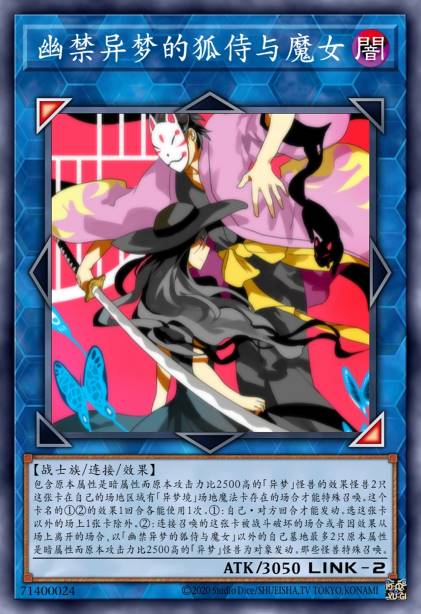 幽禁异梦的狐侍与魔女 闇
【战士族/连接/效果】
包含原本属性是暗属性而原本攻击力比2500高的「异梦」怪兽的效果怪兽2只
这张卡在自己的场地区域有「异梦境」场地魔法卡存在的场合才能特殊召唤。这个
卡名的①②的效果1回合各能使用1次。①:自己·对方回合才能发动。选这张卡
以外的场上1张卡除外。②:连接召唤的这张卡被战斗破坏的场合或者因效果从
场上离开的场合,以「幽禁异梦的狐侍与魔女」以外的自己墓地最多2只原本属性
是暗属性而原本攻击力比2500高的「异梦」怪兽为对象发动。那些怪兽特殊召唤。
ATK/3050 LINK-2
71400024 ©2020 Studio Dice/SHUEISHA,TV TOKYO,KONAMI